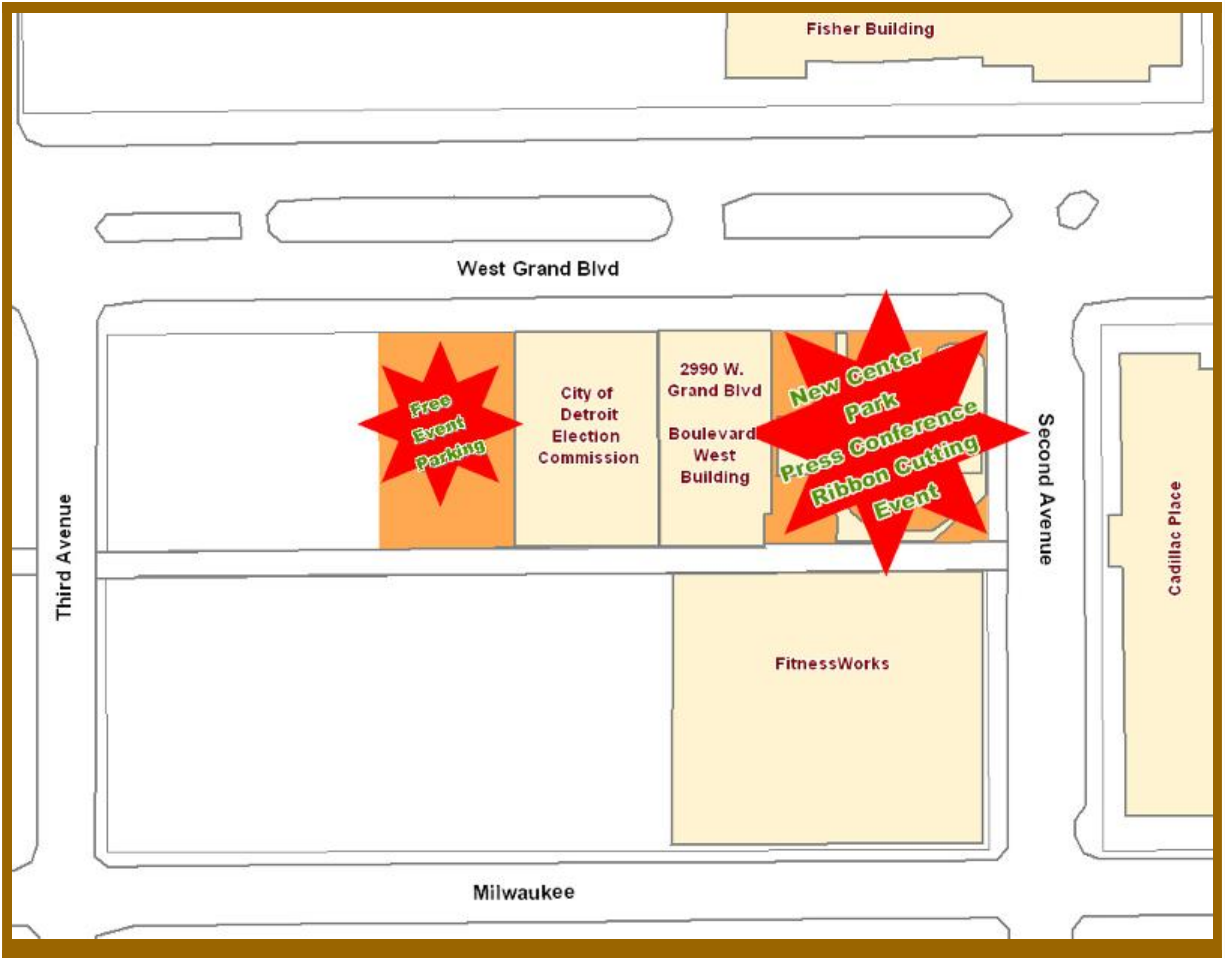 Fisher Building
West Grand Blvd
Free
Event
Parking
City of
Detroit
Election
Commission
2990 W.
Grand Blvd
Boulevard
West
Building
New Center
Park
Press Conference
Ribbon Cutting
Event
Third Avenue
Second Avenue
Cadillac Place
FitnessWorks
Milwaukee